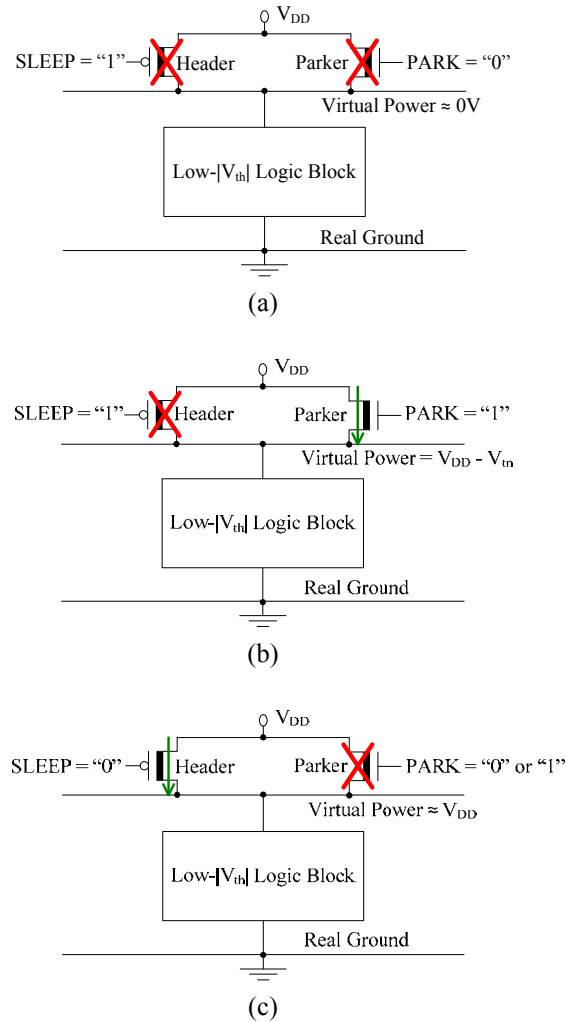 V_DD
SLEEP = “1” Header Parker PARK = “0”
Virtual Power ≈ 0V
Low-|V_th| Logic Block
Real Ground
(a)
V_DD
SLEEP = “1” Header Parker PARK = “1”
Virtual Power = V_DD - V_tn
Low-|V_th| Logic Block
Real Ground
(b)
V_DD
SLEEP = “0” Header Parker PARK = “0” or “1”
Virtual Power ≈ V_DD
Low-|V_th| Logic Block
Real Ground
(c)